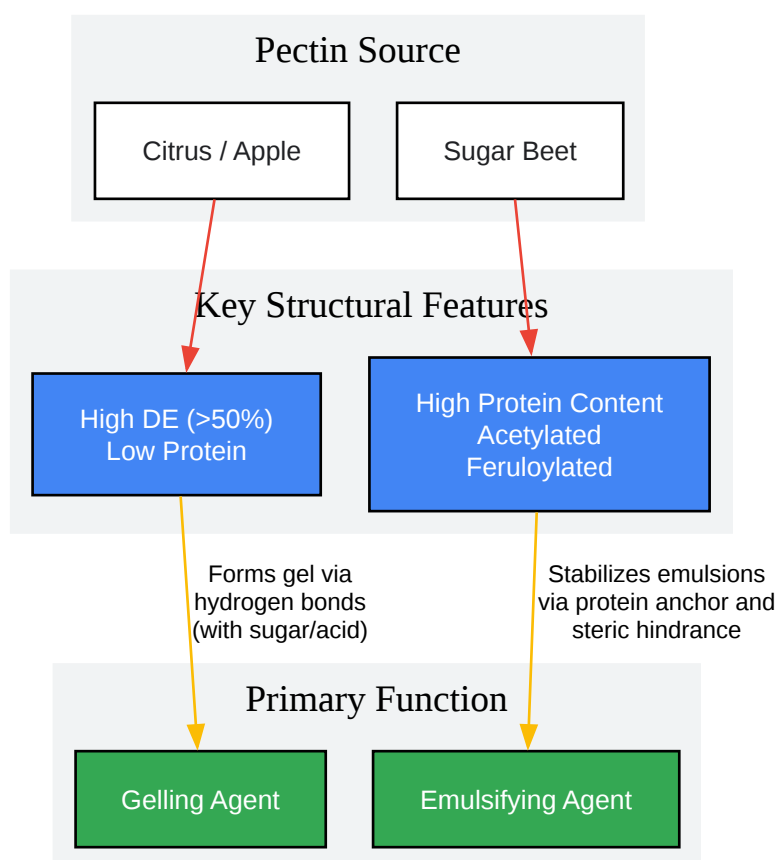 Pectin Source
Citrus / Apple
Sugar Beet
Key Structural Features
High DE (>50%)
Low Protein
High Protein Content
Acetylated
Feruloylated
Forms gel via
hydrogen bonds
(with sugar/acid)
Stabilizes emulsions
via protein anchor and
steric hindrance
Primary Function
Gelling Agent
Emulsifying Agent